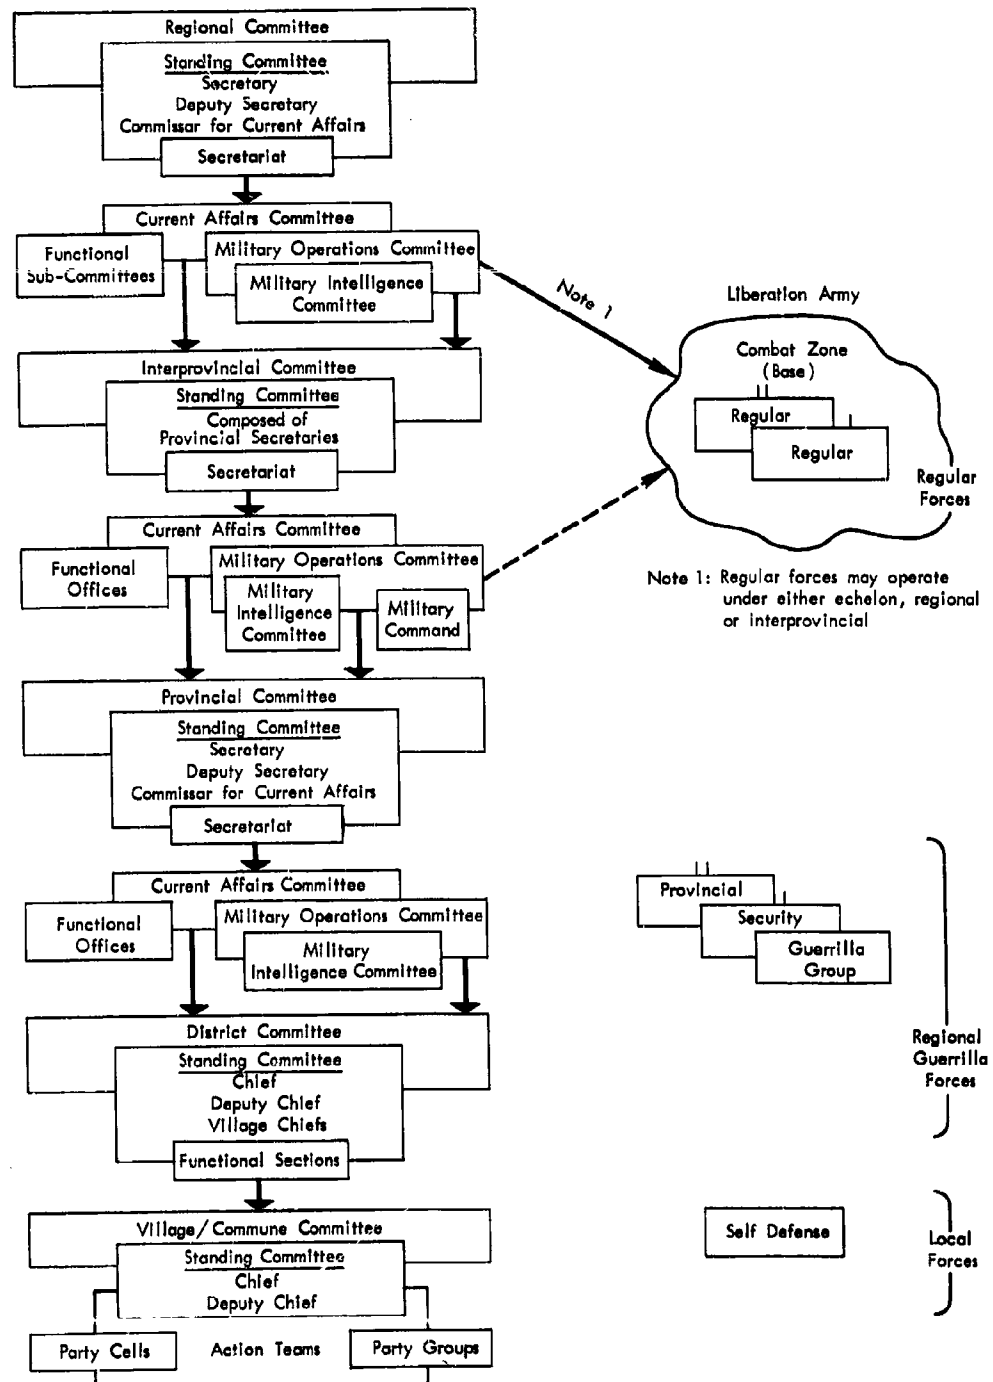 Regional Committee
Standing Committee
Secretary
Deputy Secretary
Commissar for Current Affairs
Secretariat
Current Affairs Committee
Functional
Sub-Committees
Military Operations Committee
Military Intelligence
Committee
Note 1
Liberation Army
Combat Zone
(Base)
Regular
Regular
Regular
Forces
Note 1: Regular forces may operate
under either echelon, regional
or interprovincial
Interprovincial Committee
Standing Committee
Composed of
Provincial Secretaries
Secretariat
Current Affairs Committee
Functional
Offices
Military Operations Committee
Military
Intelligence
Committee
Military
Command
Provincial Committee
Standing Committee
Secretary
Deputy Secretary
Commissar for Current Affairs
Secretariat
Current Affairs Committee
Functional
Offices
Military Operations Committee
Military
Intelligence Committee
Provincial
Security
Guerrilla
Group
Regional
Guerrilla
Forces
District Committee
Standing Committee
Chief
Deputy Chief
Village Chiefs
Functional Sections
Village/Commune Committee
Standing Committee
Chief
Deputy Chief
Self Defense
Local
Forces
Party Cells
Action Teams
Party Groups